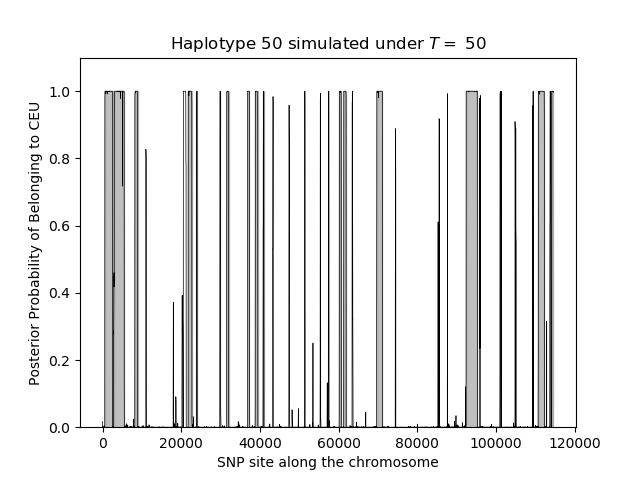 Haplotype 50 simulated under T = 50
Posterior Probability of Belonging to CEU
1.0
0.8
0.6
0.4
0.2
0.0
0 20000 40000 60000 80000 100000 120000
SNP site along the chromosome